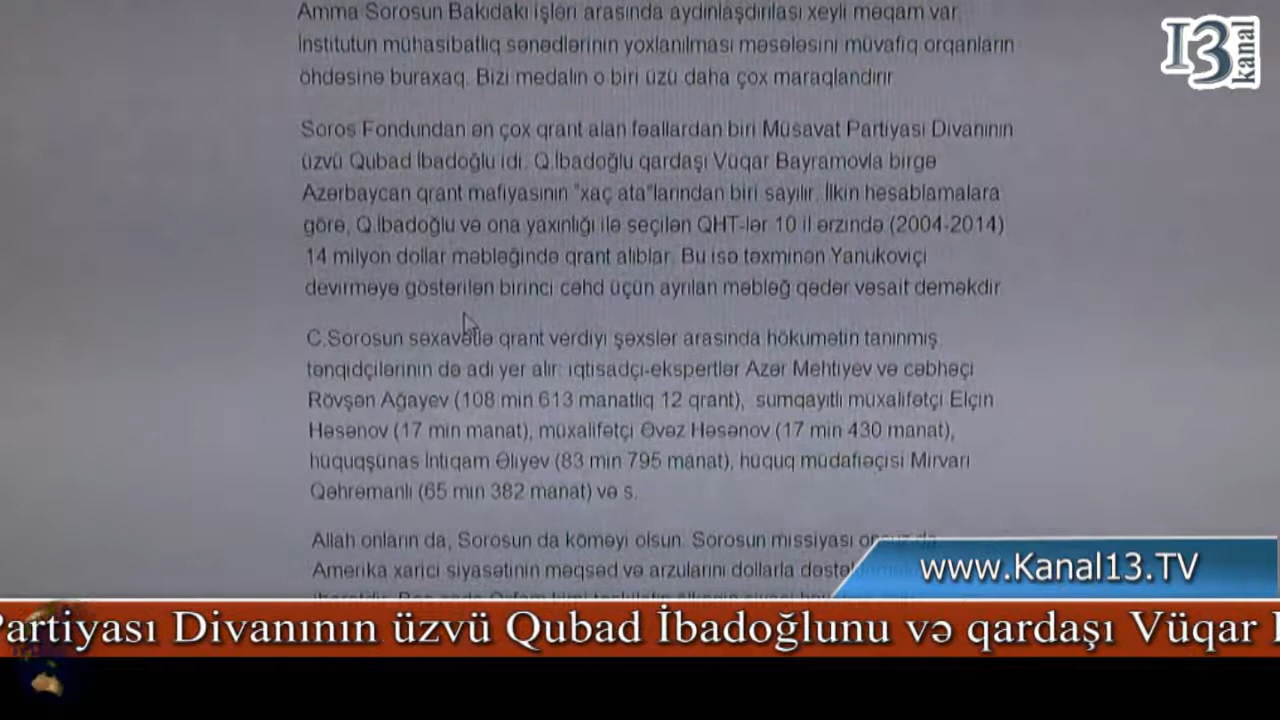 Amma Sorosun Bakıdakı işləri arasında aydınlaşdırılası xeyli məqam var.
İnstitutun mühasibatlıq sənədlərinin yoxlanılması məsələsini müvafiq orqanların
öhdəsinə buraxaq. Bizi medalın o biri üzü daha çox maraqlandırır
13 kanal
Soros Fondundan ən çox qrant alan fəallardan biri Müsavat Partiyası Divanının
üzvü Qubad İbadoğlu idi. Q.İbadoğlu qardaşı Vüqar Bayramovla birgə
Azərbaycan qrant mafiyasının "xaç ata"larından biri sayılır. İlkin hesablamalara
görə, Q.İbadoğlu və ona yaxınlığı ilə seçilən QHT-lər 10 il ərzində (2004-2014)
14 milyon dollar məbləğində qrant alıblar. Bu isə təxminən Yanukoviçi
devirməyə göstərilən birinci cəhd üçün ayrılan məbləğ qədər vəsait deməkdir.
C.Sorosun səxavətlə qrant verdiyi şəxslər arasında hökumətin tanınmış
tənqidçilərinin də adı yer alır: iqtisadçı-ekspertlər Azər Mehtiyev və cəbhəçi
Rövşən Ağayev (108 min 613 manatlıq 12 qrant), sumqayıtlı müxalifətçi Elçin
Həsənov (17 min manat), müxalifətçi Əvəz Həsənov (17 min 430 manat),
hüquqşünas İntiqam Əliyev (83 min 795 manat), hüquq müdafiəçisi Mirvari
Qəhrəmanlı (65 min 382 manat) və s.
Allah onların da, Sorosun da köməyi olsun. Sorosun missiyası
Amerika xarici siyasətinin məqsəd və arzularını dollarla
www.Kanal13.TV
Partiyası Divanının üzvü Qubad İbadoğlunu və qardaşı Vüqar